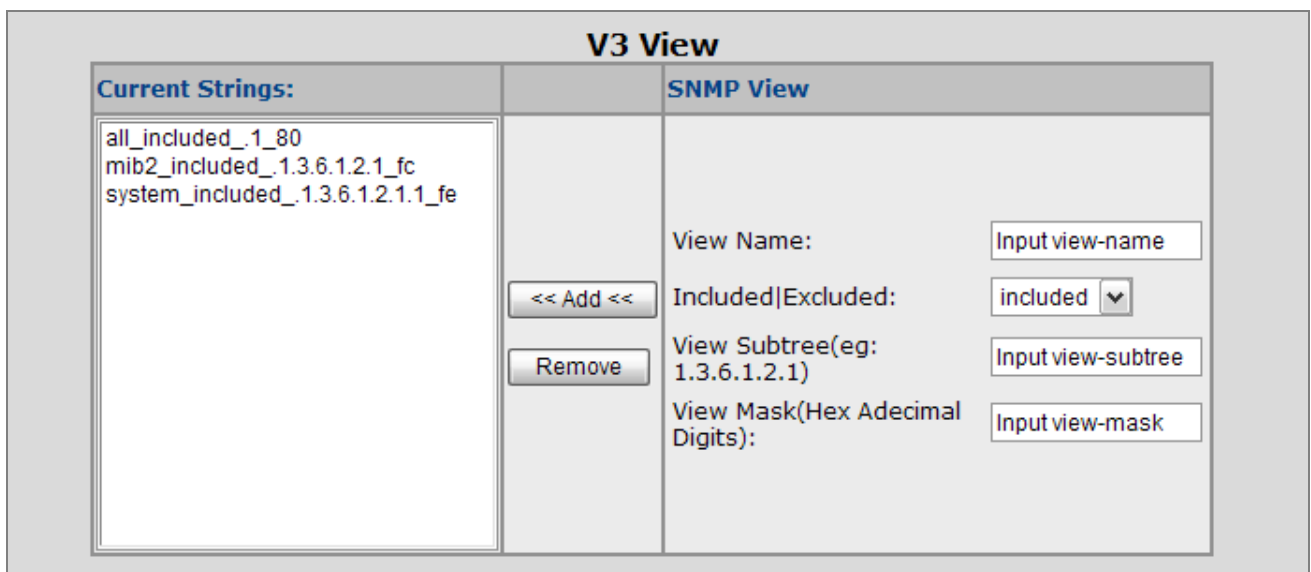 V3 View
Current Strings:
SNMP View
all_included_.1_80
mib2_included_.1.3.6.1.2.1_fc
system_included_.1.3.6.1.2.1.1_fe
<< Add <<
Remove
View Name:
Input view-name
Included|Excluded:
included
View Subtree(eg:
1.3.6.1.2.1)
Input view-subtree
View Mask(Hex Adecimal
Digits):
Input view-mask